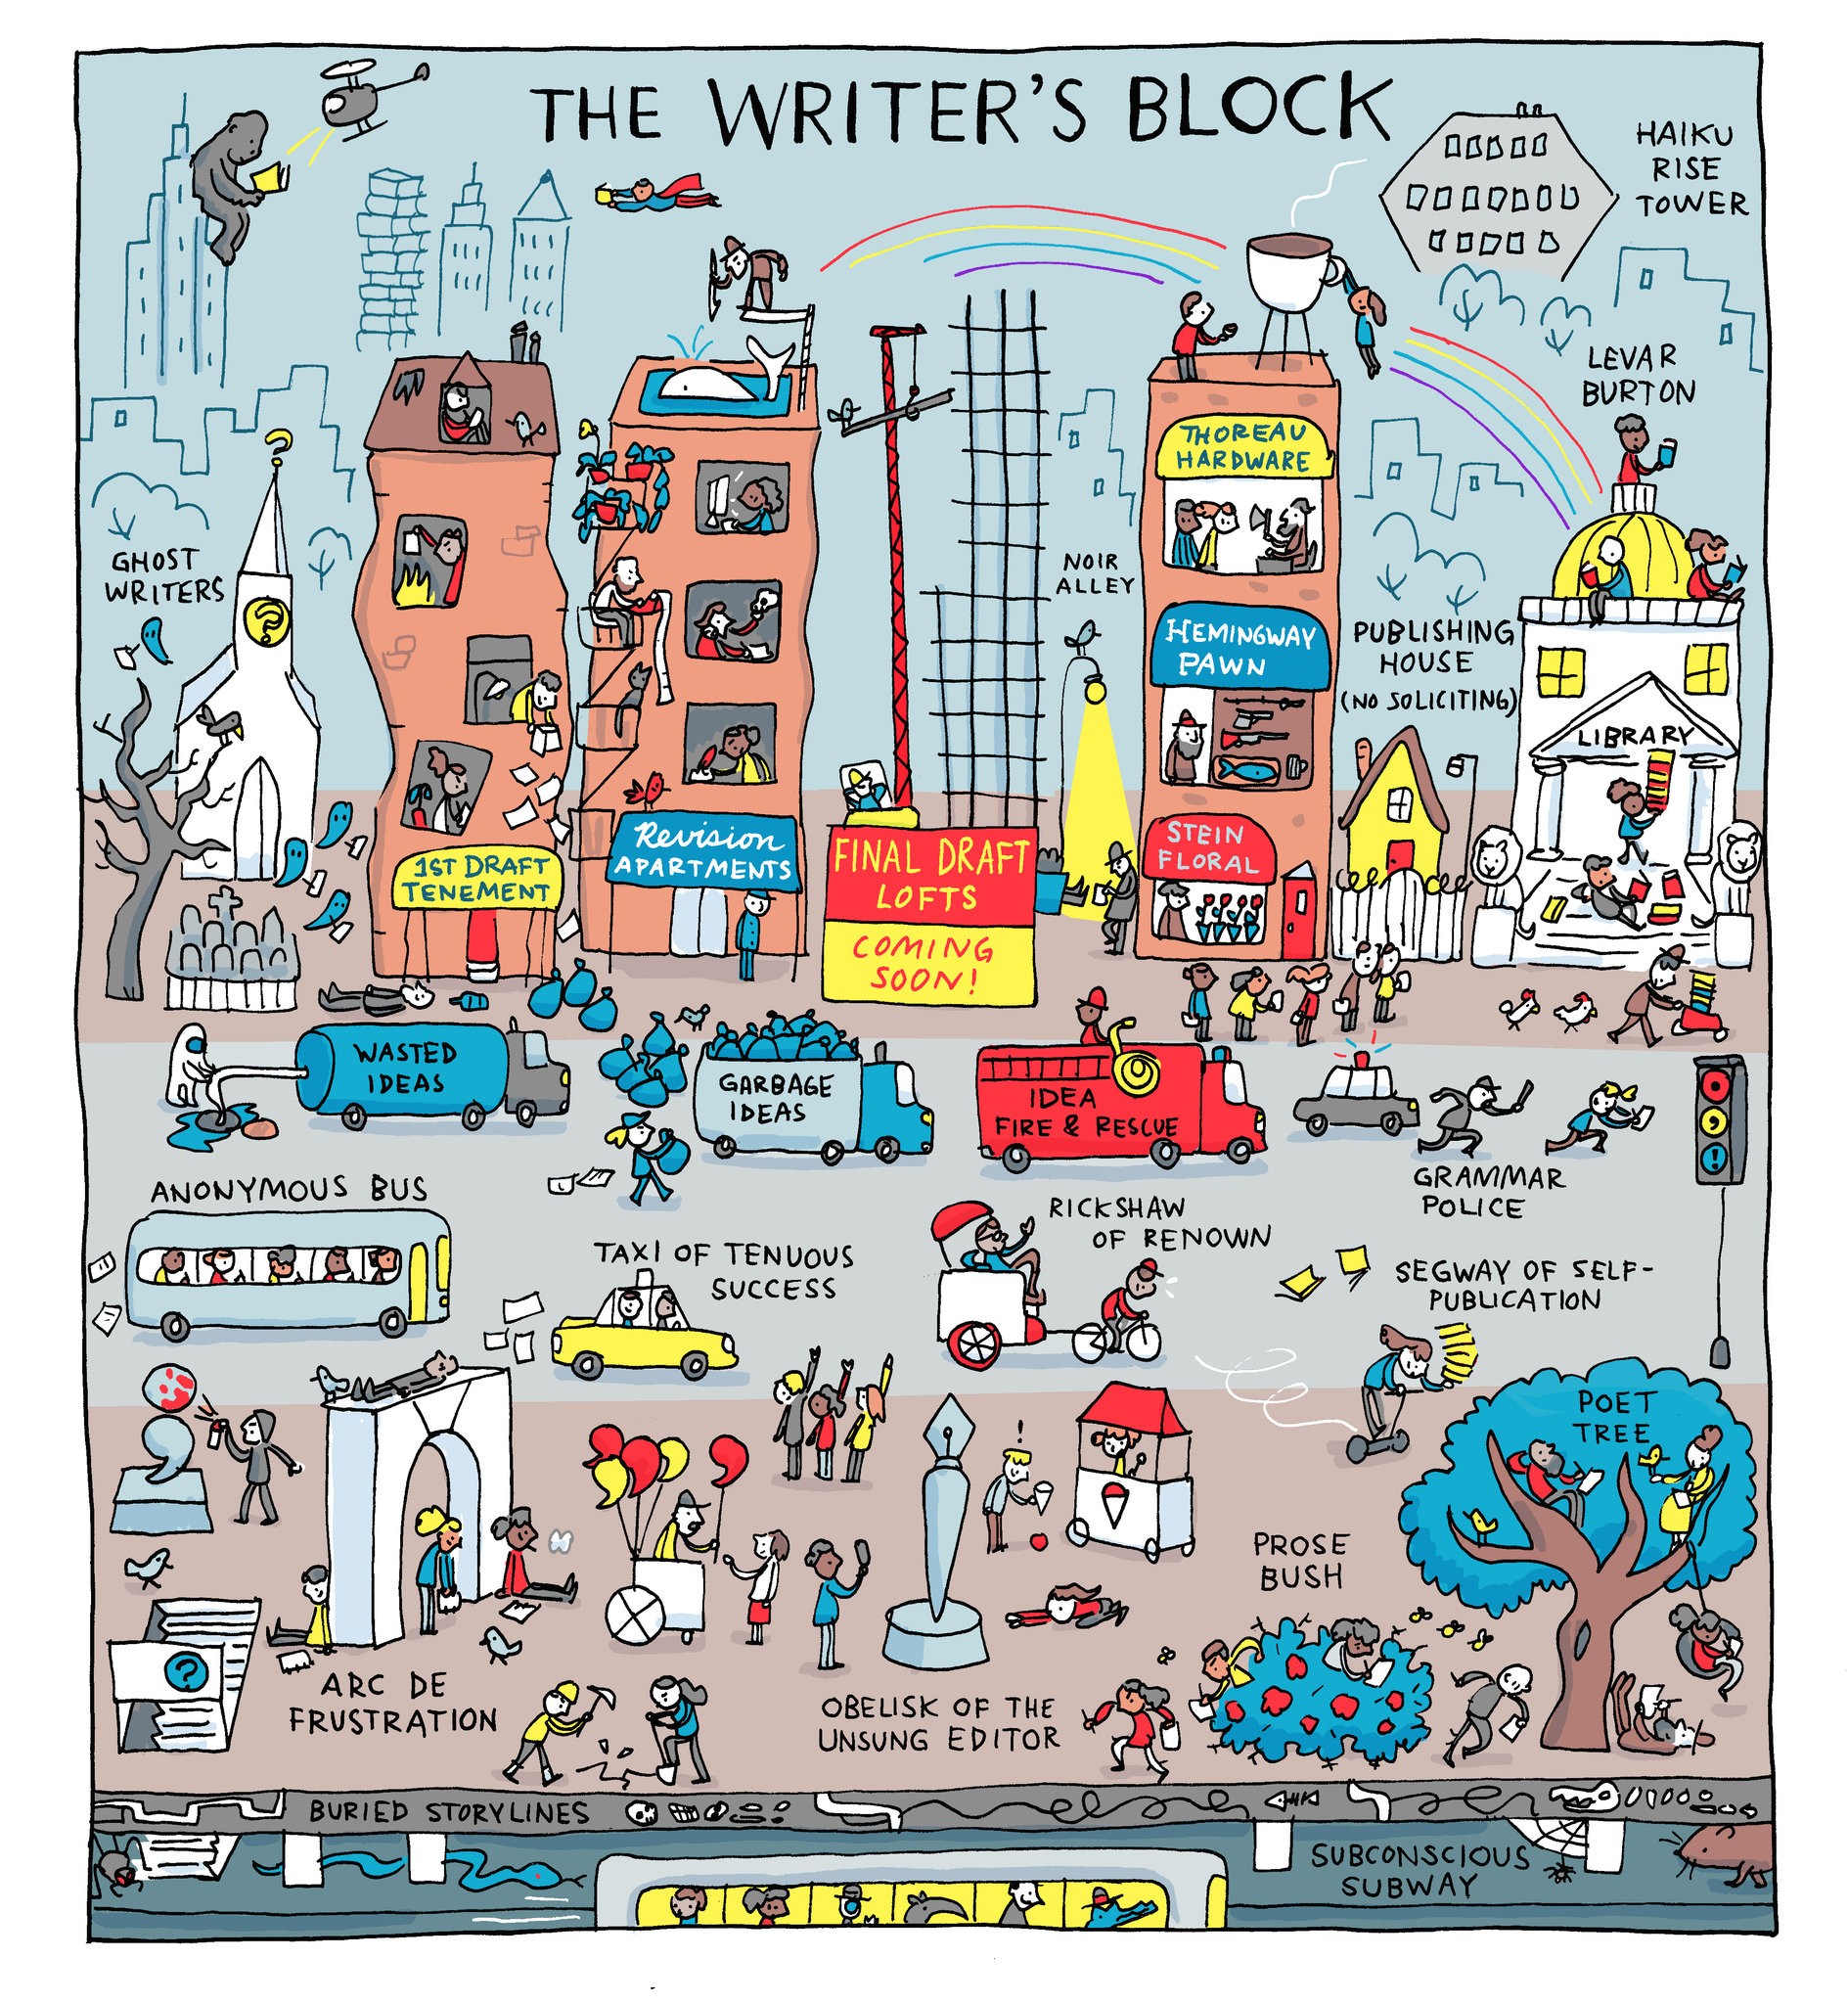 THE WRITER'S BLOCK
HAIKU
RISE
TOWER
LEVAR
BURTON
THOREAU
HARDWARE
GHOST
WRITERS
?
?
NOIR
ALLEY
HEMINGWAY
PAWN
PUBLISHING
HOUSE
(NO SOLICITING)
LIBRARY
1ST DRAFT
TENEMENT
Revision
APARTMENTS
FINAL DRAFT
LOFTS
COMING
SOON!
STEIN
FLORAL
WASTED
IDEAS
GARBAGE
IDEAS
IDEA
FIRE & RESCUE
.
,
!
GRAMMAR
POLICE
ANONYMOUS BUS
TAXI OF TENUOUS
SUCCESS
RICKSHAW
OF RENOWN
SEGWAY OF SELF-
PUBLICATION
!
POET
TREE
PROSE
BUSH
?
ARC DE
FRUSTRATION
OBELISK OF THE
UNSUNG EDITOR
BURIED STORYLINES
SUBCONSCIOUS
SUBWAY